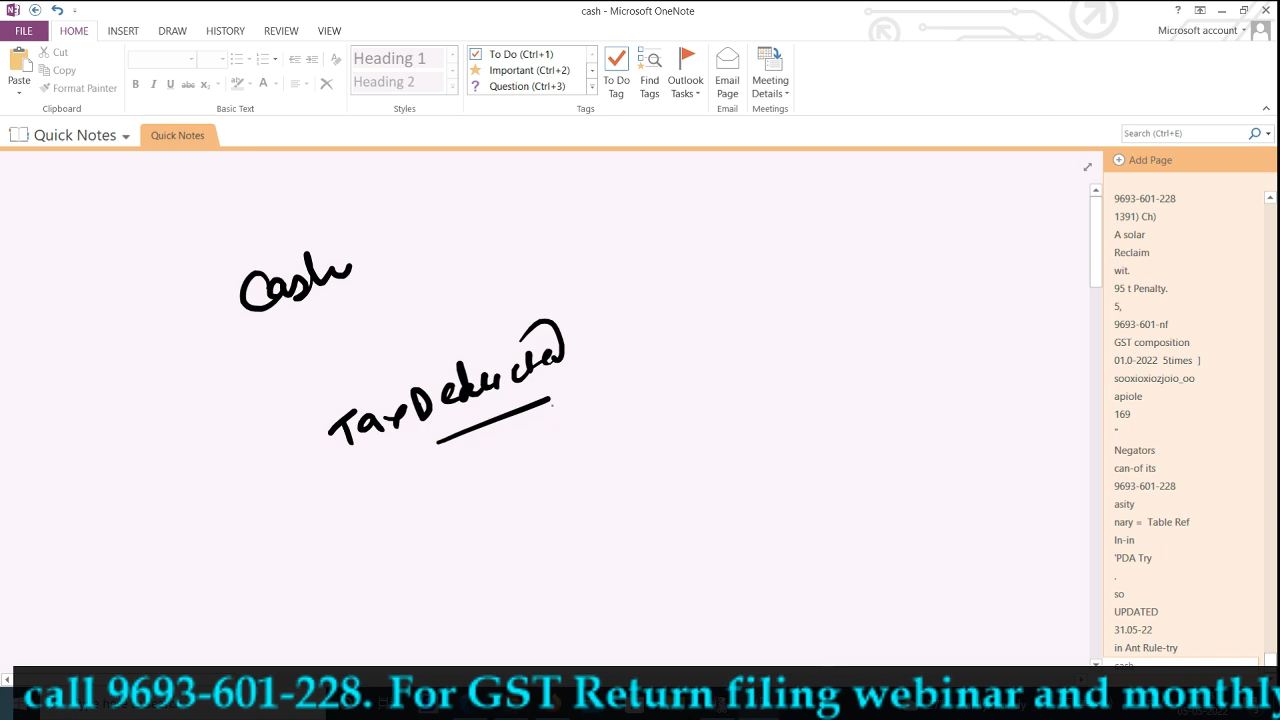 cash - Microsoft OneNote
? 
Microsoft account
FILE HOME INSERT DRAW HISTORY REVIEW VIEW
Paste
Cut
Copy
Format Painter
Clipboard
B I U abc X₂
Basic Text
Heading 1
Heading 2
Styles
To Do (Ctrl+1)
Important (Ctrl+2)
Question (Ctrl+3)
To Do Tag
Find Tags
Outlook Tasks
Tags
Email Page
Email
Meeting Details
Meetings
Quick Notes
Quick Notes
Search (Ctrl+E)
Cash
Tax Deducted
Add Page
9693-601-228
1391) Ch)
A solar
Reclaim
wit.
95 t Penalty.
5,
9693-601-nf
GST composition
01.0-2022 5times ]
sooxioxiozjoio_oo
apiole
169
"
Negators
can-of its
9693-601-228
asity
nary = Table Ref
In-in
'PDA Try
.
so
UPDATED
31.05-22
in Ant Rule-try
cash
call 9693-601-228. For GST Return filing webinar and monthly